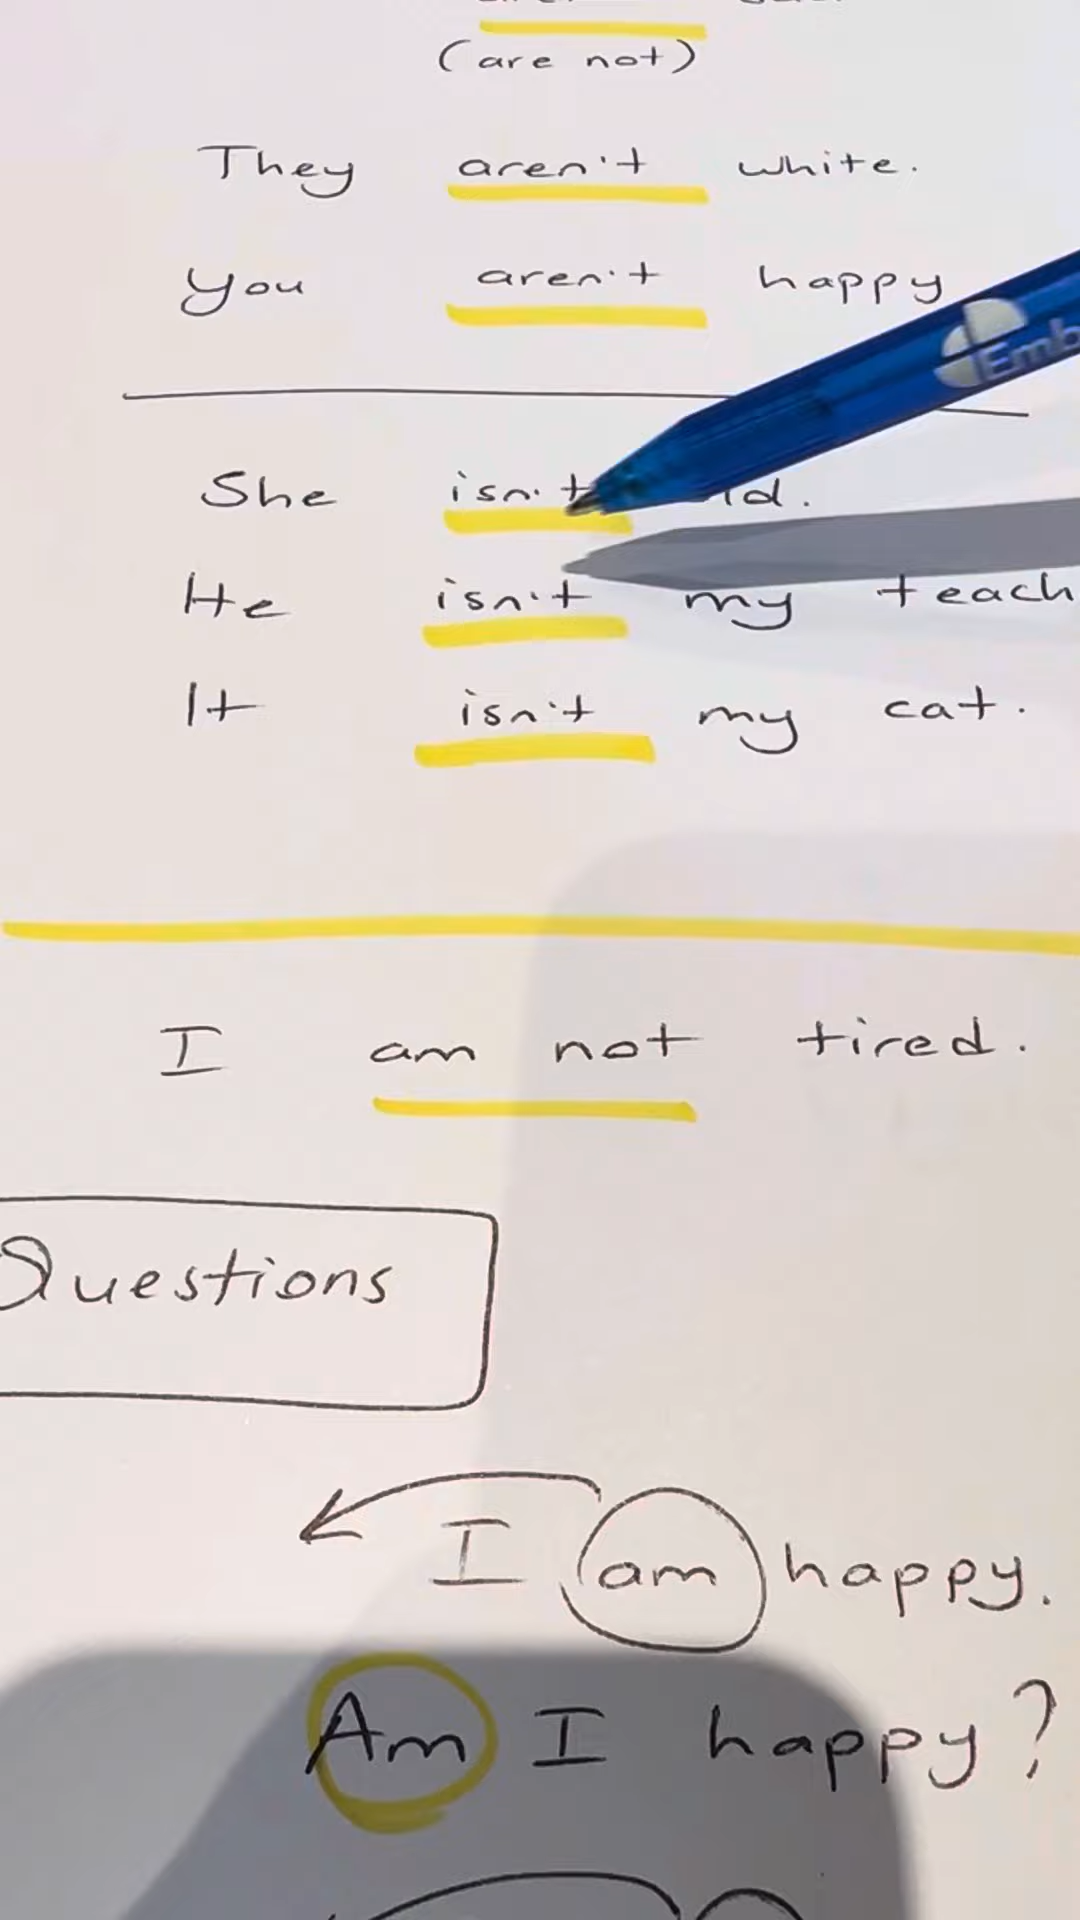 (are not)
They aren't white.
You aren't happy
She isn't
He isn't my teach
It isn't my cat.
I am not tired.
Questions
I am happy.
Am I happy?
Emb